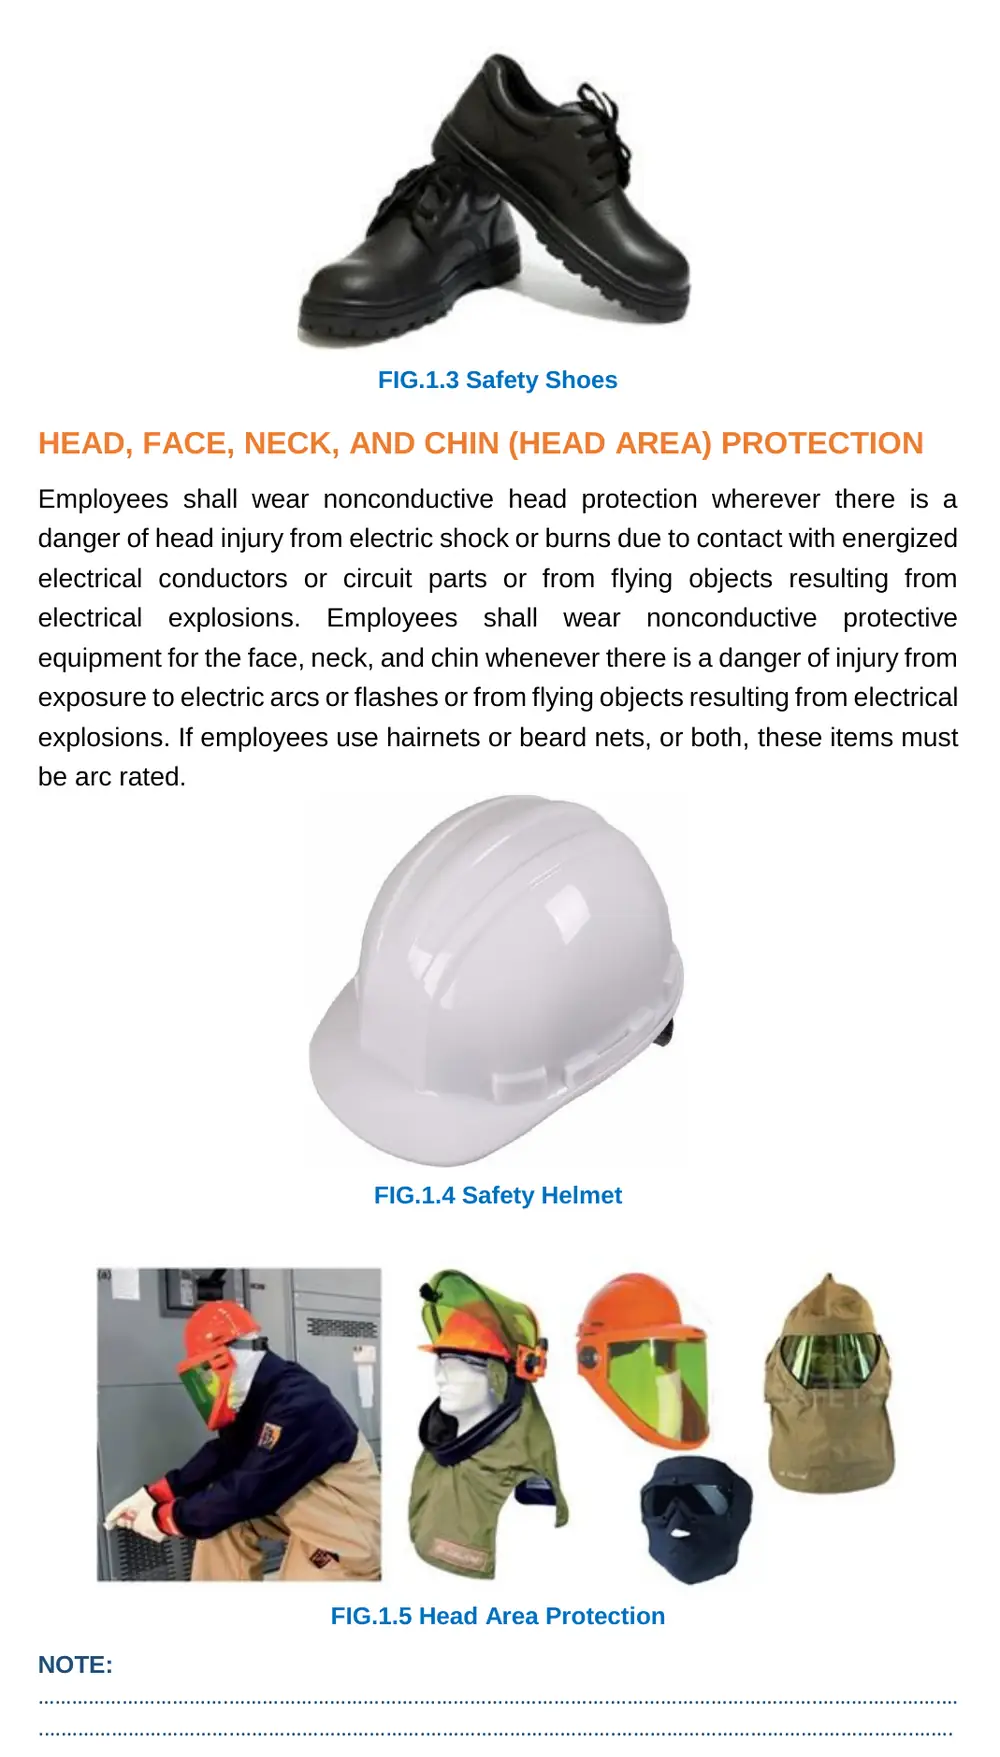 FIG.1.3 Safety Shoes
HEAD, FACE, NECK, AND CHIN (HEAD AREA) PROTECTION
Employees shall wear nonconductive head protection wherever there is a
danger of head injury from electric shock or burns due to contact with energized
electrical conductors or circuit parts or from flying objects resulting from
electrical explosions. Employees shall wear nonconductive protective
equipment for the face, neck, and chin whenever there is a danger of injury from
exposure to electric arcs or flashes or from flying objects resulting from electrical
explosions. If employees use hairnets or beard nets, or both, these items must
be arc rated.
FIG.1.4 Safety Helmet
(a)
FIG.1.5 Head Area Protection
NOTE: